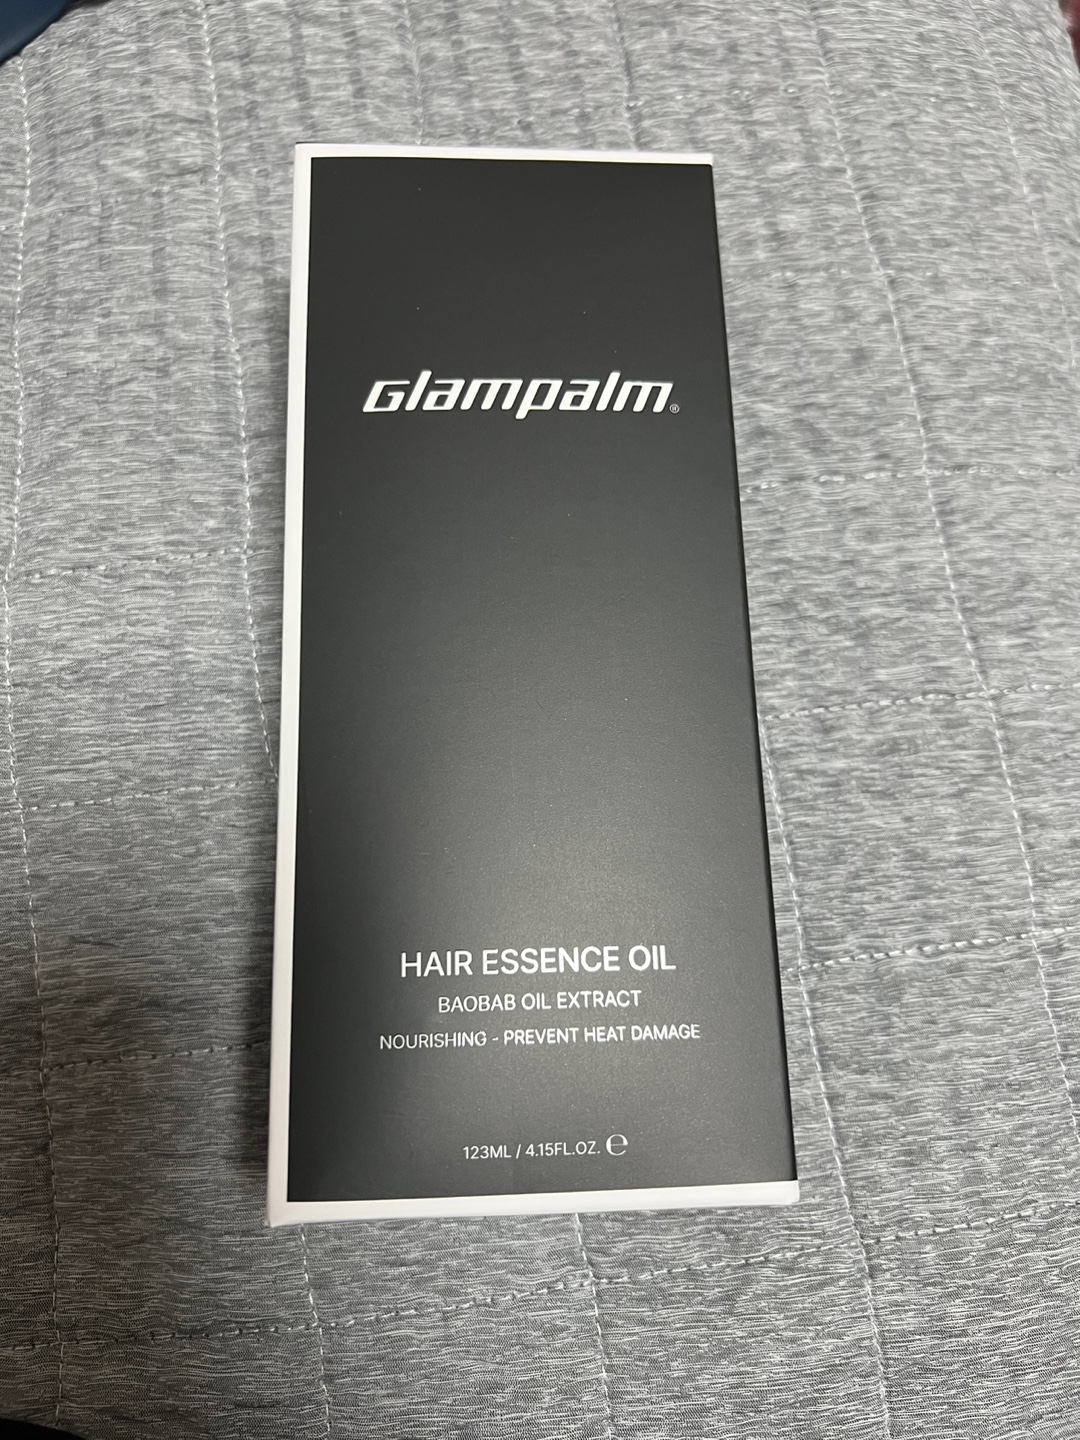 Glampalm®
HAIR ESSENCE OIL
BAOBAB OIL EXTRACT
NOURISHING - PREVENT HEAT DAMAGE
123ML / 4.15FL.OZ. ℮